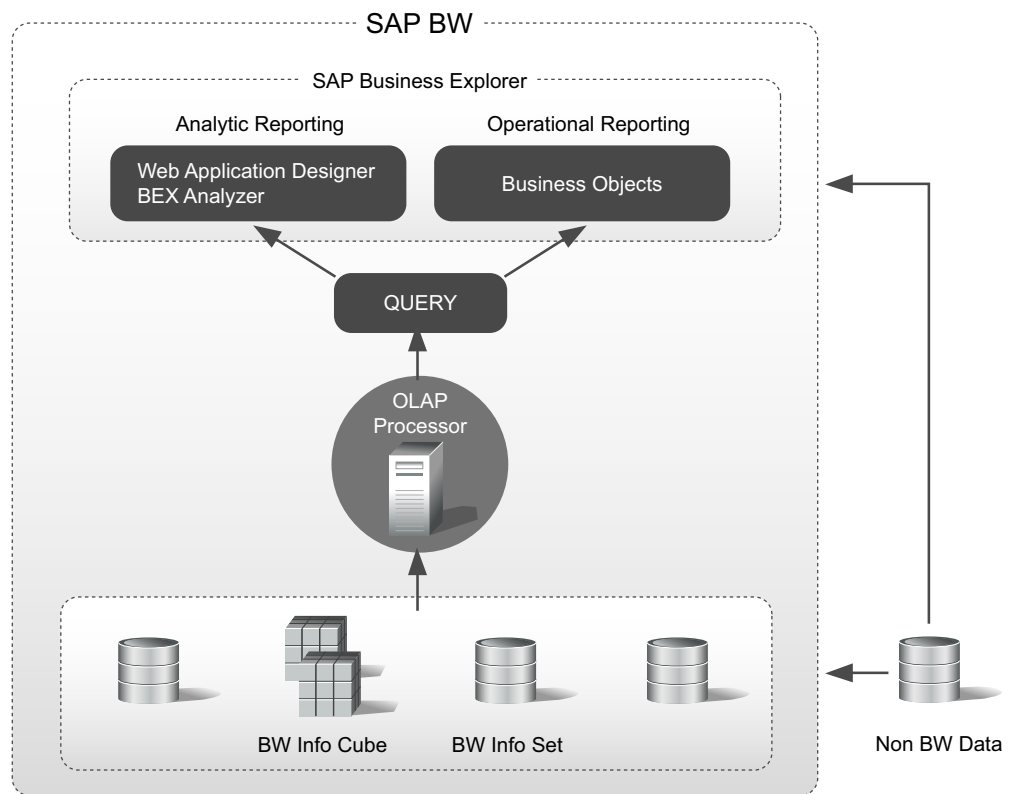 SAP BW
SAP Business Explorer
Analytic Reporting
Operational Reporting
Web Application Designer
BEX Analyzer
Business Objects
QUERY
OLAP
Processor
BW Info Cube
BW Info Set
Non BW Data